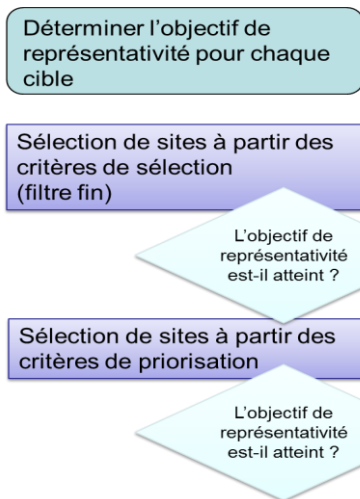 Déterminer l’objectif de
représentativité pour chaque
cible
Sélection de sites à partir des
critères de sélection
(filtre fin)
L’objectif de
représentativité
est-il atteint ?
Sélection de sites à partir des
critères de priorisation
L’objectif de
représentativité
est-il atteint ?